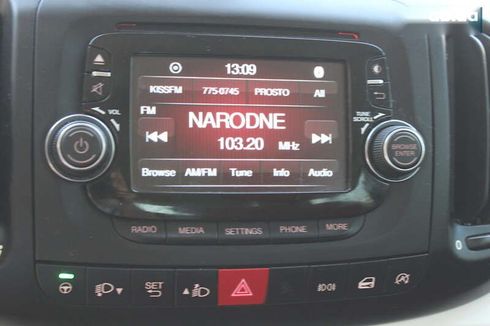 13:09
KISSFM 775-0745 PROSTO All
FM
VOL
TUNE
SCROLL
NARODNE
103.20 MHz
BROWSE
ENTER
Browse AM/FM Tune Info Audio
RADIO MEDIA SETTINGS PHONE MORE
SET
0